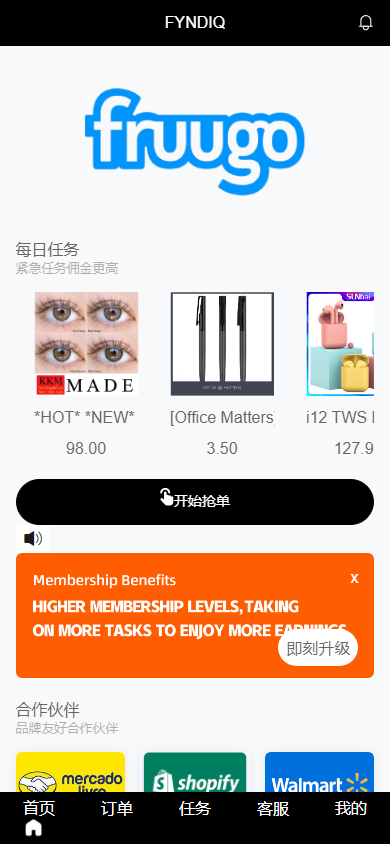 FYNDIQ
fruugo
每日任务
紧急任务佣金更高
KKM MADE
SUNhai
*HOT* *NEW*
[Office Matters]
i12 TWS
98.00
3.50
127.9
开始抢单
Membership Benefits
x
HIGHER MEMBERSHIP LEVELS, TAKING
ON MORE TASKS TO ENJOY MORE EARNINGS
即刻升级
合作伙伴
品牌友好合作伙伴
mercado
livre
shopify
Walmart
首页
订单
任务
客服
我的